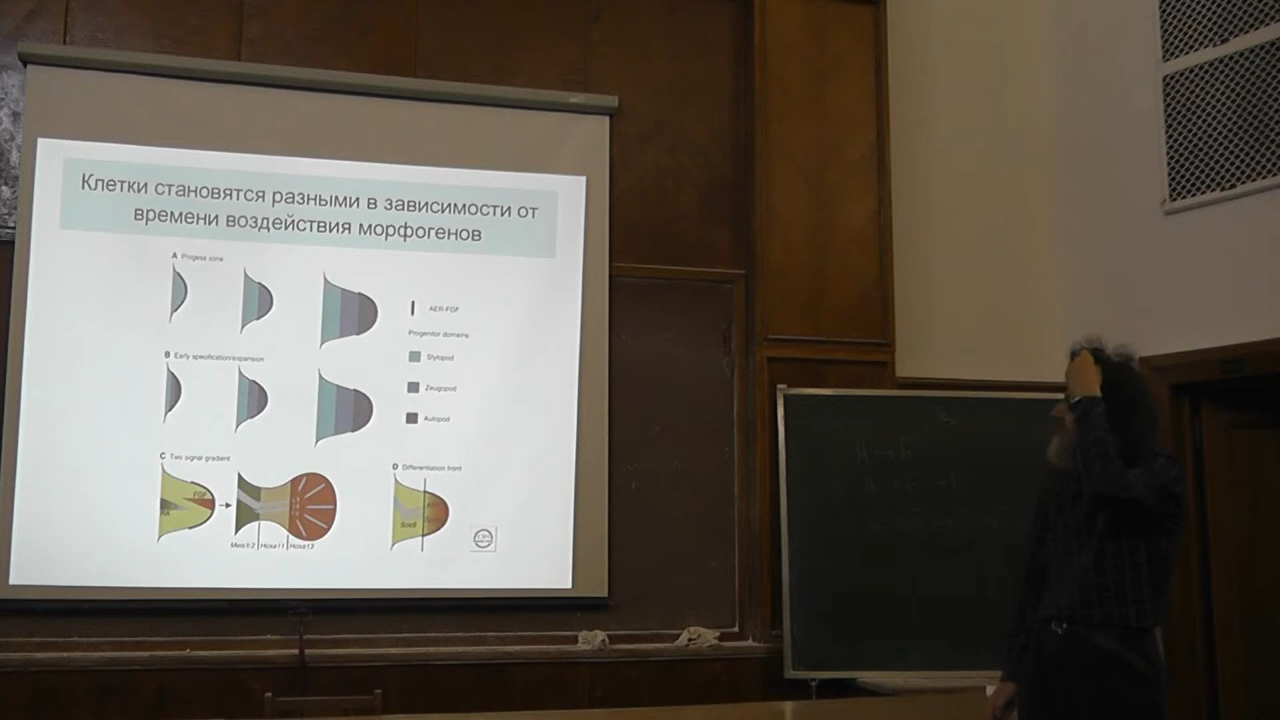 Клетки становятся разными в зависимости от
времени воздействия морфогенов
A Progess zone
AER-FGF
Progenitor domains
Stylopod
Zeugopod
Autopod
B Early specification/expansion
C Two signal gradient
FGF
RA
Meis1/2 Hoxa11 Hoxa13
D Differentiation front
Sox9